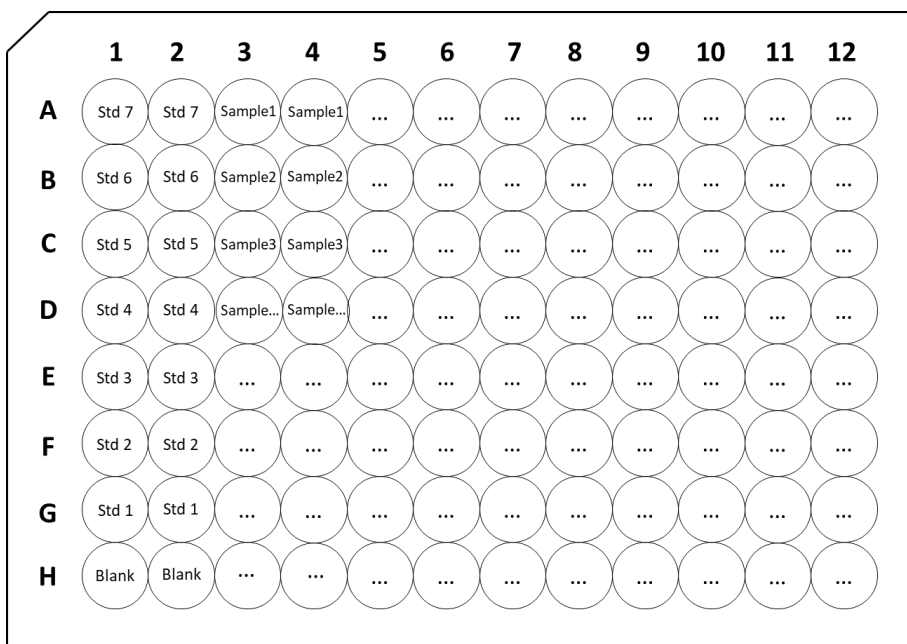 1 2 3 4 5 6 7 8 9 10 11 12
A Std 7 Std 7 Sample1 Sample1 ... ... ... ... ... ... ... ...
B Std 6 Std 6 Sample2 Sample2 ... ... ... ... ... ... ... ...
C Std 5 Std 5 Sample3 Sample3 ... ... ... ... ... ... ... ...
D Std 4 Std 4 Sample... Sample... ... ... ... ... ... ... ... ...
E Std 3 Std 3 ... ... ... ... ... ... ... ... ... ...
F Std 2 Std 2 ... ... ... ... ... ... ... ... ... ...
G Std 1 Std 1 ... ... ... ... ... ... ... ... ... ...
H Blank Blank ... ... ... ... ... ... ... ... ... ...